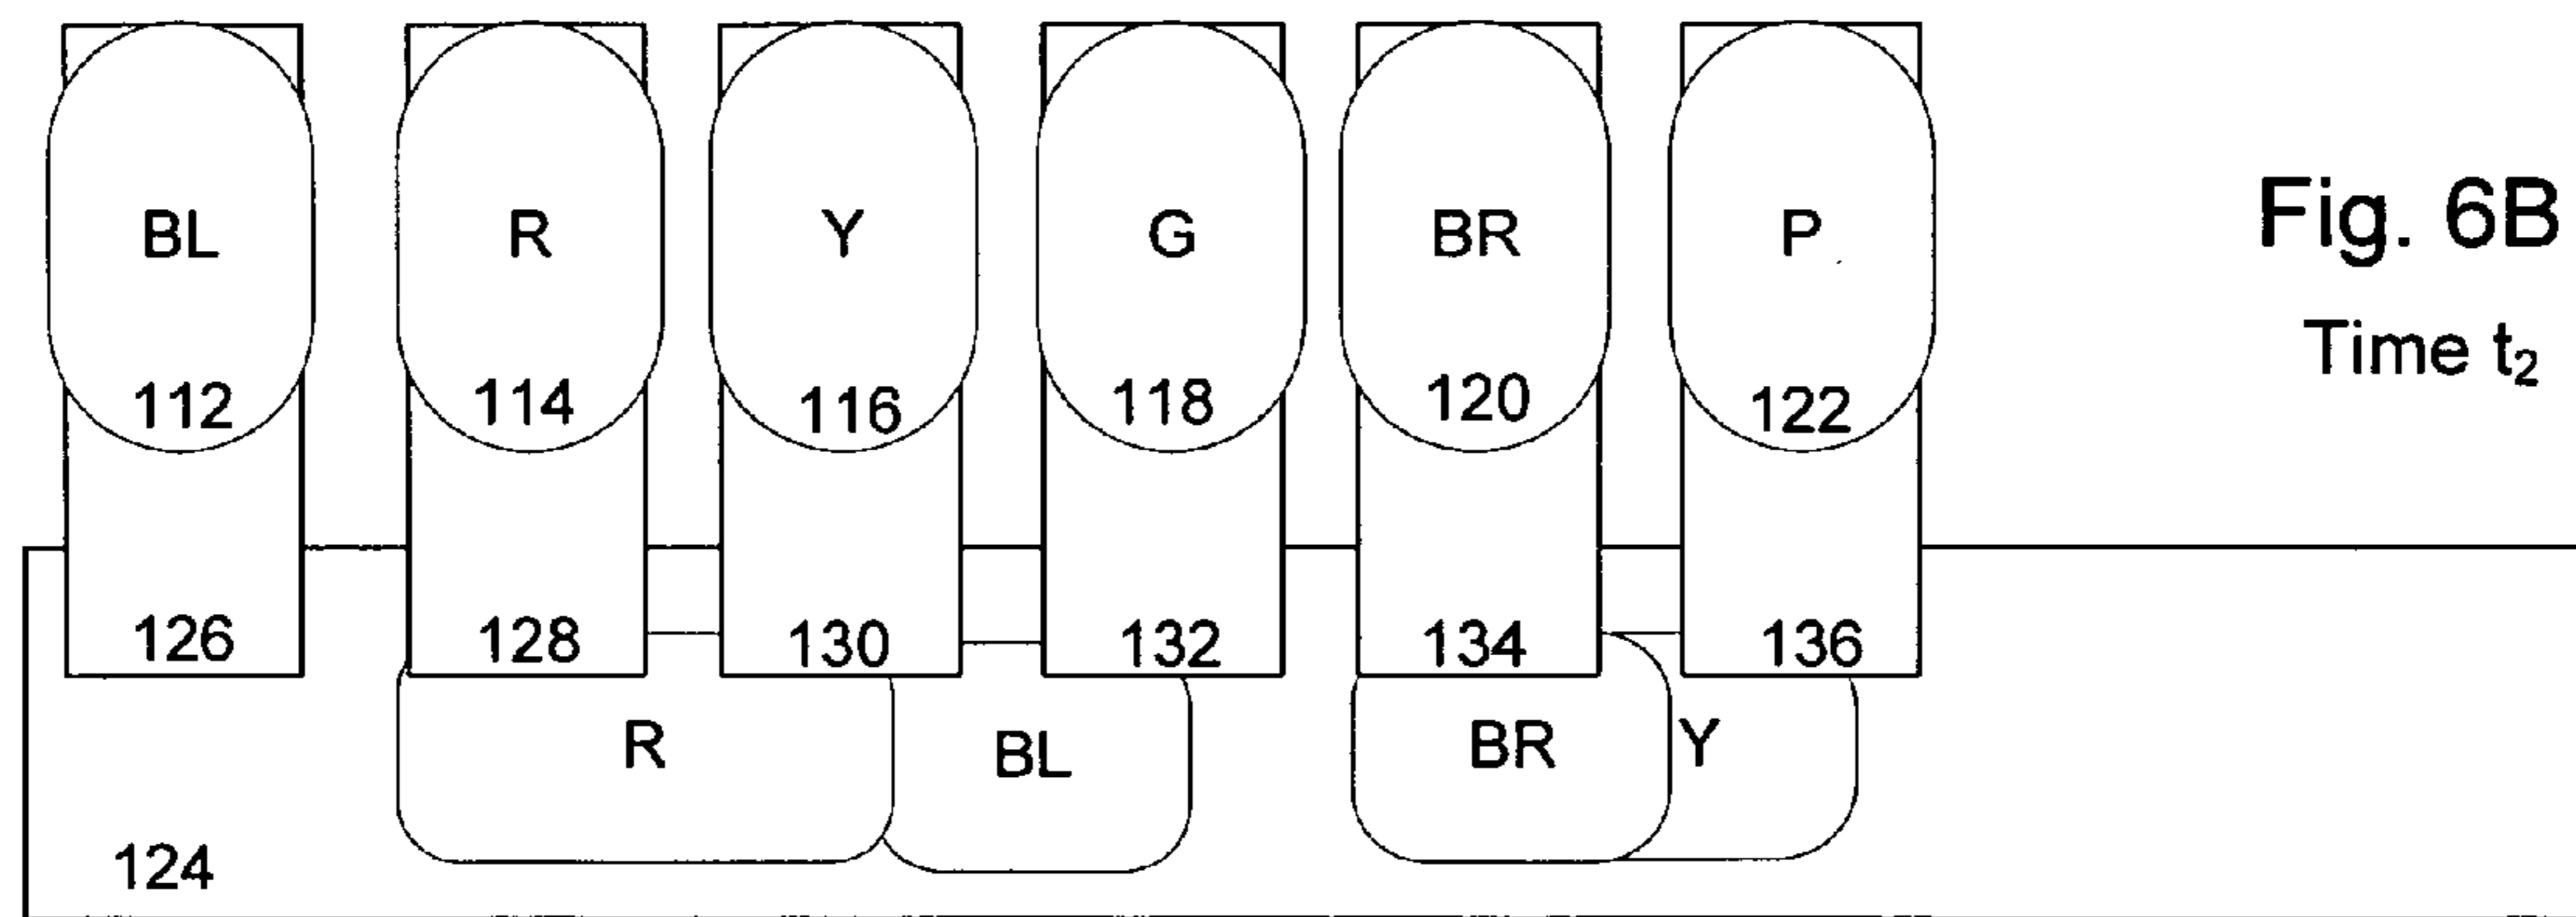 BL R Y G BR P
112 114 116 118 120 122
Fig. 6B
Time t₂
126 128 130 132 134 136
R BL BR Y
124